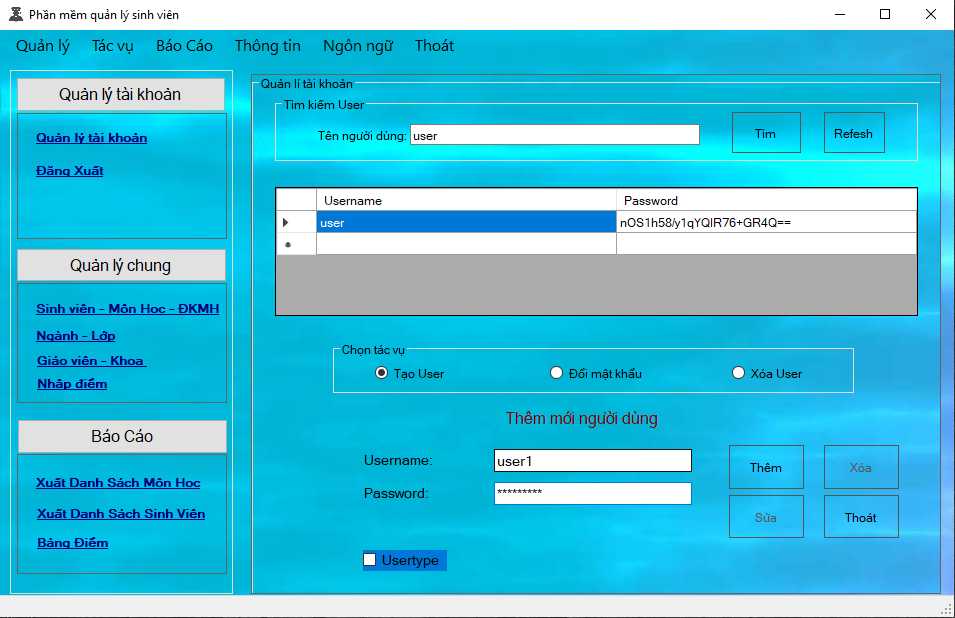 Phần mềm quản lý sinh viên
Quản lý Tác vụ Báo Cáo Thông tin Ngôn ngữ Thoát
Quản lý tài khoản
Quản lý tài khoản
Đăng Xuất
Quản lý chung
Sinh viên - Môn Học - ĐKMH
Ngành - Lớp
Giáo viên - Khoa
Nhập điểm
Báo Cáo
Xuất Danh Sách Môn Học
Xuất Danh Sách Sinh Viên
Bảng Điểm
Quản lí tài khoản
Tìm kiếm User
Tên người dùng: user Tìm Refesh
Username Password
user nOS1h58/y1qYQIR76+GR4Q==
*
Chọn tác vụ
Tạo User Đổi mật khẩu Xóa User
Thêm mới người dùng
Username: user1 Thêm Xóa
Password: ********* Sửa Thoát
Usertype